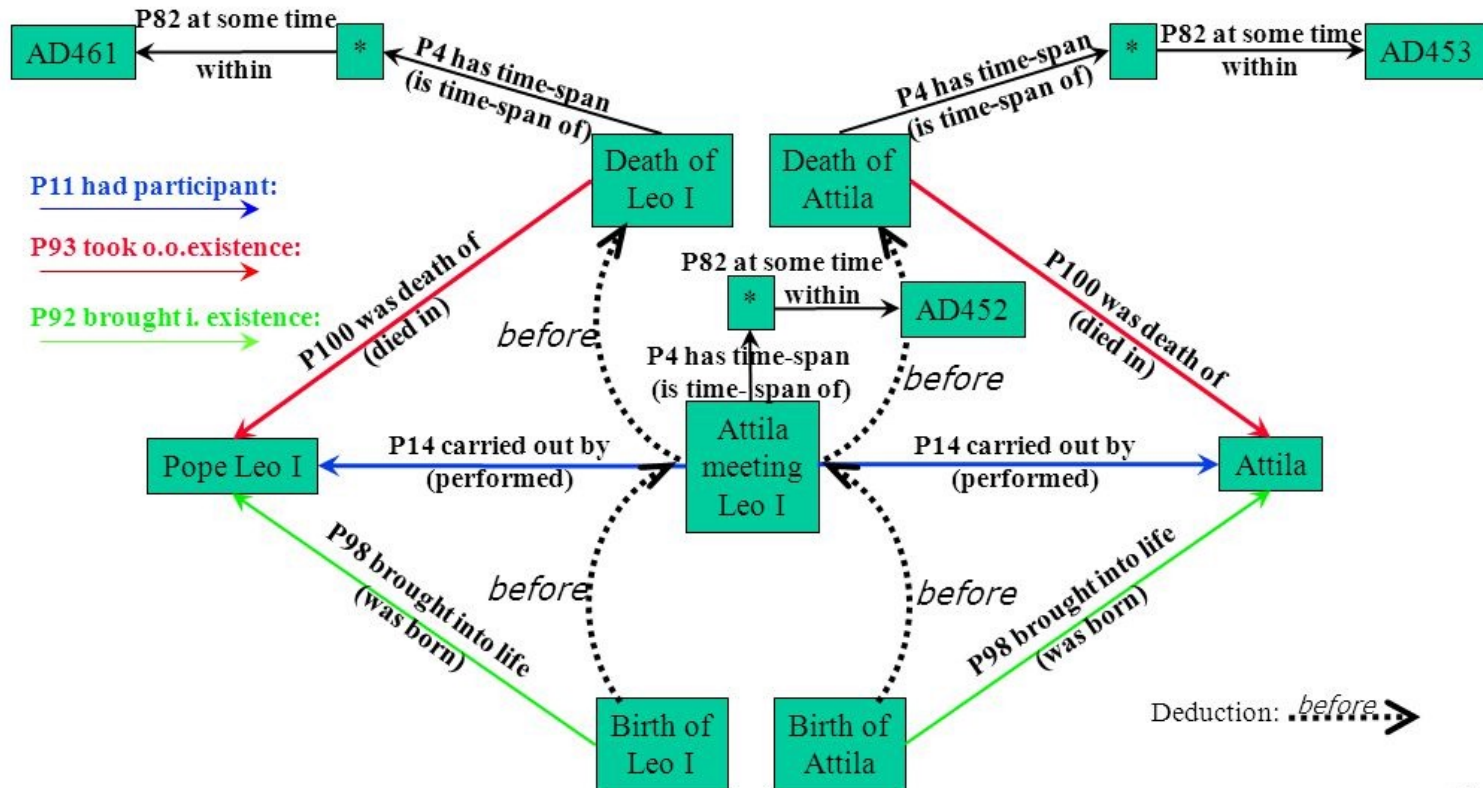 P82 at some time
within
AD461
*
P4 has time-span
(is time-span of)
P82 at some time
within
*
AD453
P4 has time-span
(is time-span of)
Death of
Leo I
Death of
Attila
P11 had participant:
P93 took o.o.existence:
P92 brought i. existence:
P100 was death of
(died in)
before
P82 at some time
within
*
AD452
P4 has time-span
(is time- span of)
before
P100 was death of
(died in)
Pope Leo I
P14 carried out by
(performed)
Attila
meeting
Leo I
P14 carried out by
(performed)
Attila
P98 brought into life
(was born)
before
before
P98 brought into life
(was born)
Birth of
Leo I
Birth of
Attila
Deduction: before